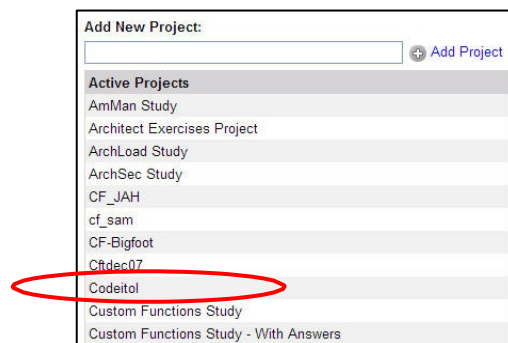 Add New Project:
Add Project
Active Projects
AmMan Study
Architect Exercises Project
ArchLoad Study
ArchSec Study
CF_JAH
cf_sam
CF-Bigfoot
Cftdec07
Codeitol
Custom Functions Study
Custom Functions Study - With Answers